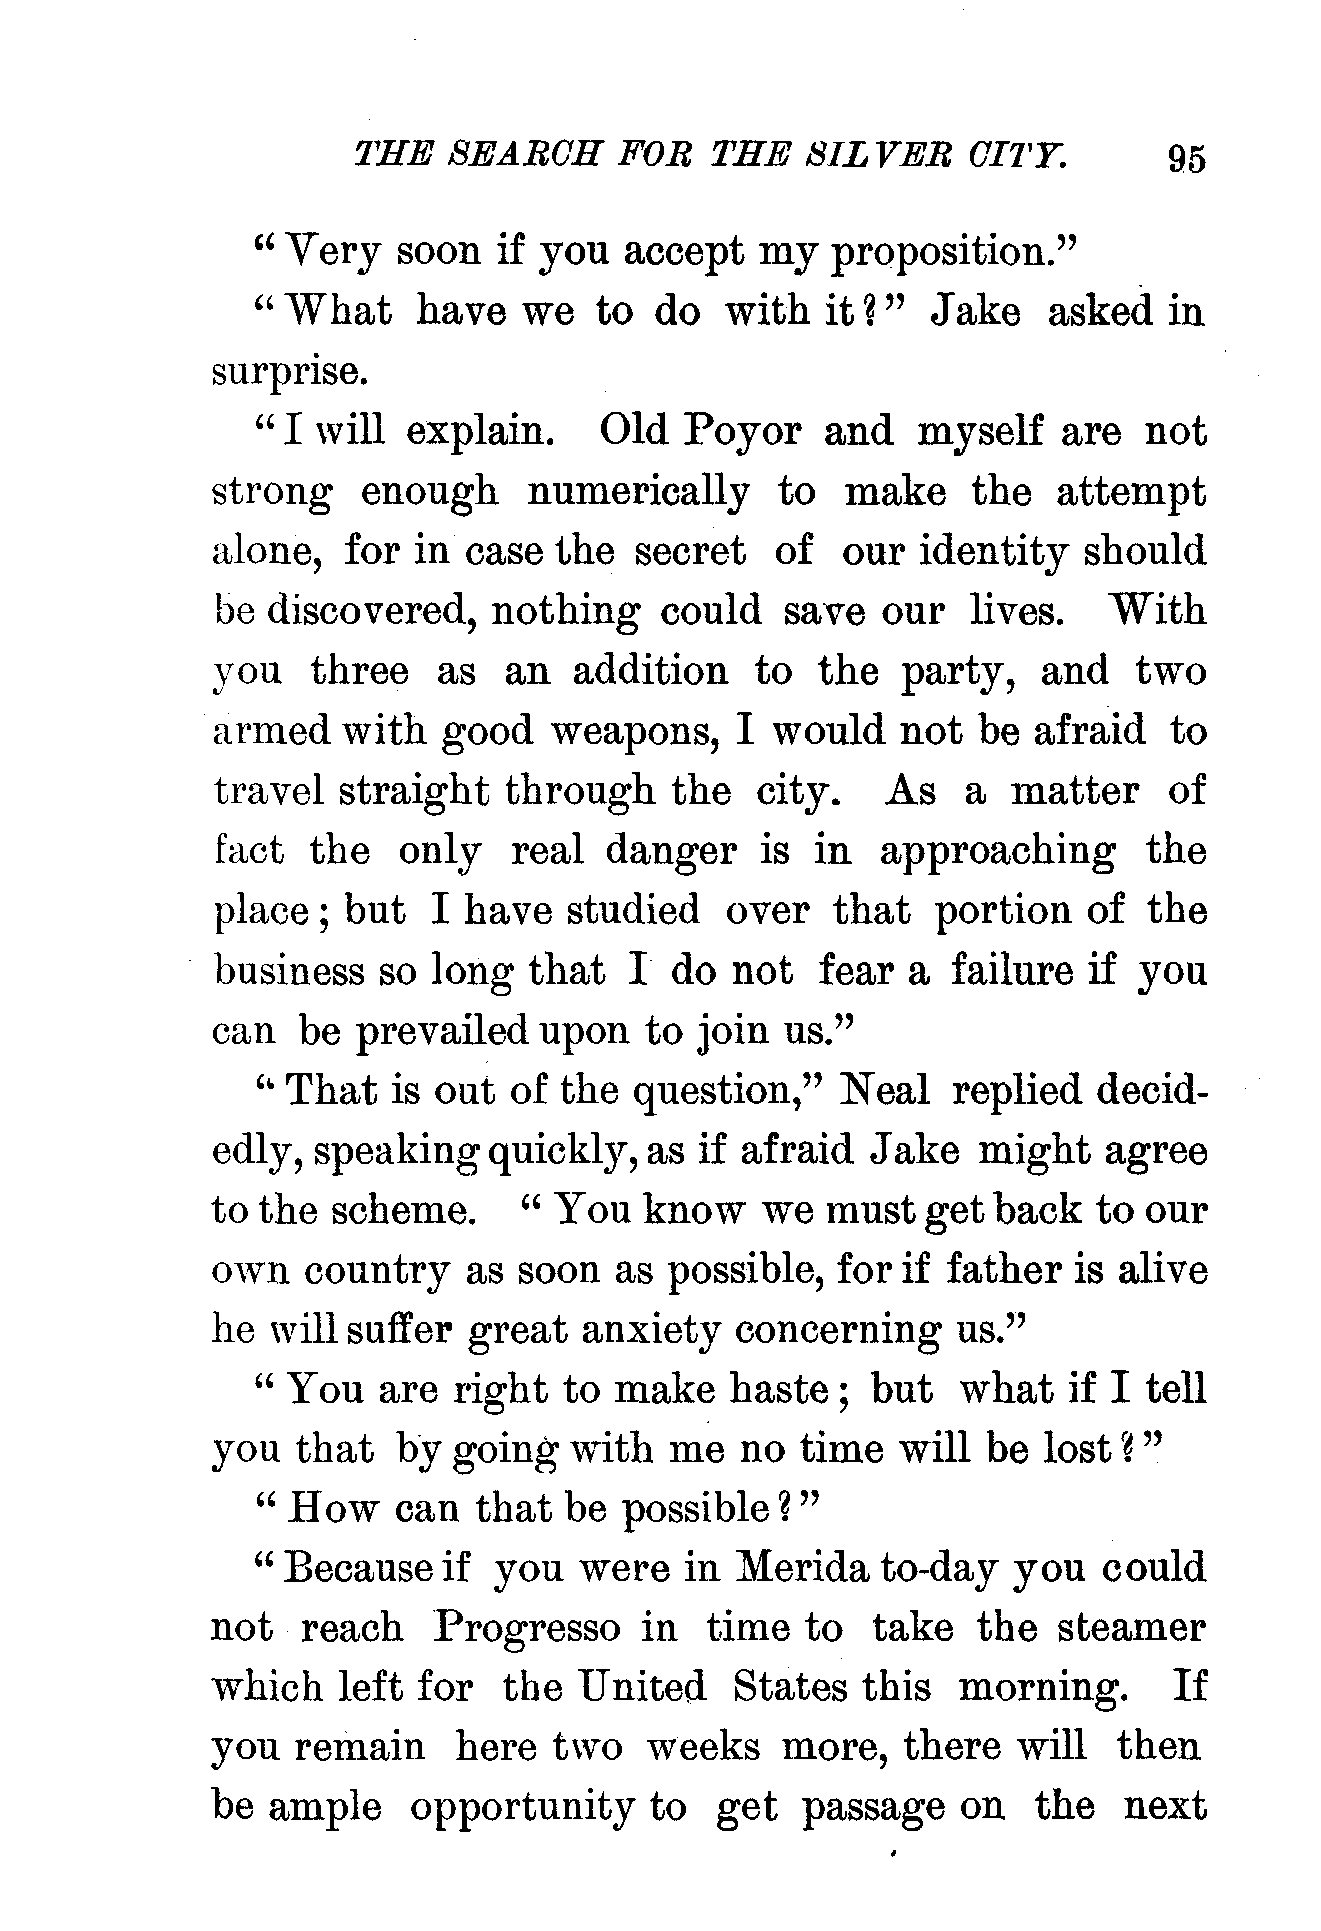 THE SEARCH FOR THE SILVER CITY. 95
“Very soon if you accept my proposition.”
“What have we to do with it?” Jake asked in
surprise.
“I will explain. Old Poyor and myself are not
strong enough numerically to make the attempt
alone, for in case the secret of our identity should
be discovered, nothing could save our lives. With
you three as an addition to the party, and two
armed with good weapons, I would not be afraid to
travel straight through the city. As a matter of
fact the only real danger is in approaching the
place; but I have studied over that portion of the
business so long that I do not fear a failure if you
can be prevailed upon to join us.”
“That is out of the question,” Neal replied decid-
edly, speaking quickly, as if afraid Jake might agree
to the scheme. “You know we must get back to our
own country as soon as possible, for if father is alive
he will suffer great anxiety concerning us.”
“You are right to make haste; but what if I tell
you that by going with me no time will be lost?”
“How can that be possible?”
“Because if you were in Merida to-day you could
not reach Progresso in time to take the steamer
which left for the United States this morning. If
you remain here two weeks more, there will then
be ample opportunity to get passage on the next